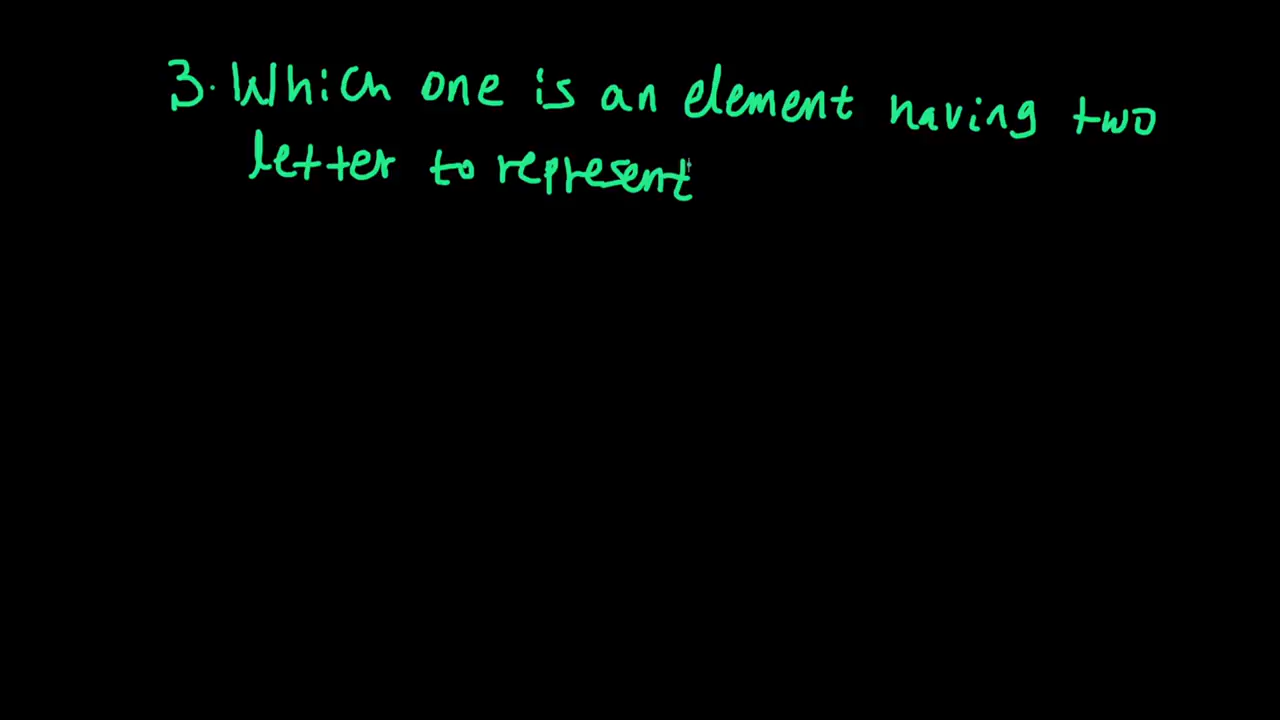 3. Which one is an element having two
letter to represent